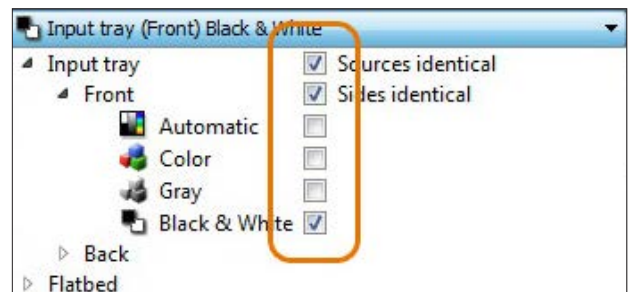 Input tray (Front) Black & White
Input tray Sources identical
Front Sides identical
Automatic
Color
Gray
Black & White
Back
Flatbed